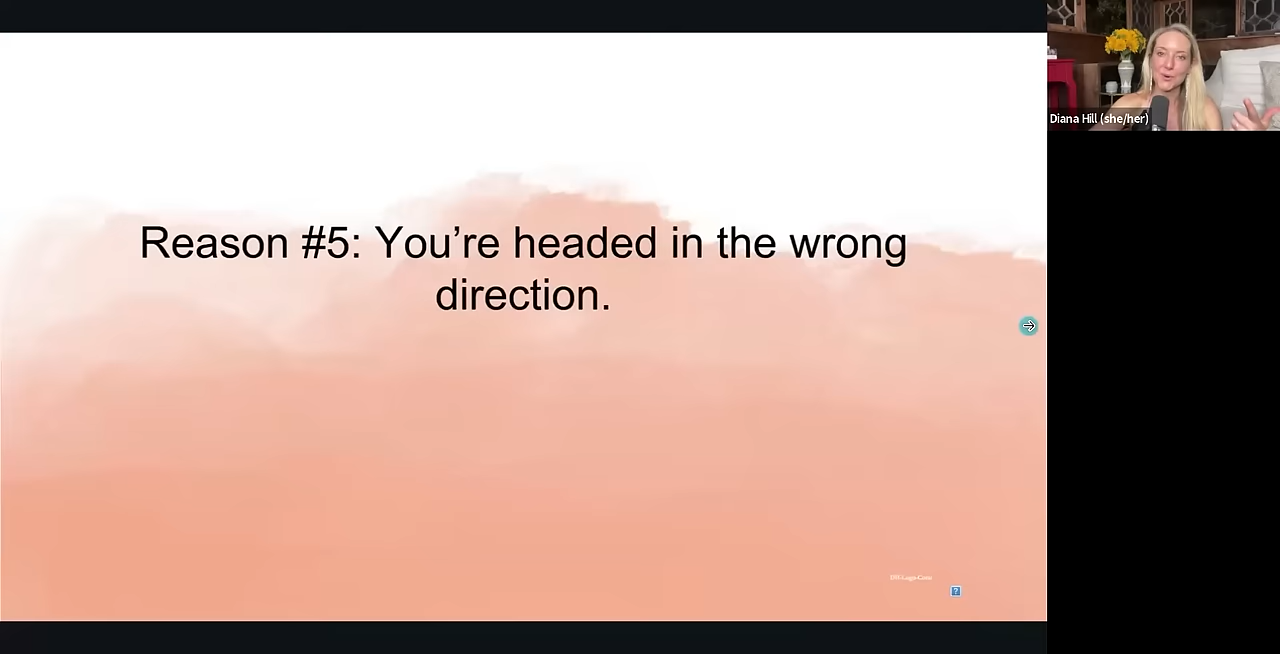 Diana Hill (she/her)
Reason #5: You’re headed in the wrong
direction.